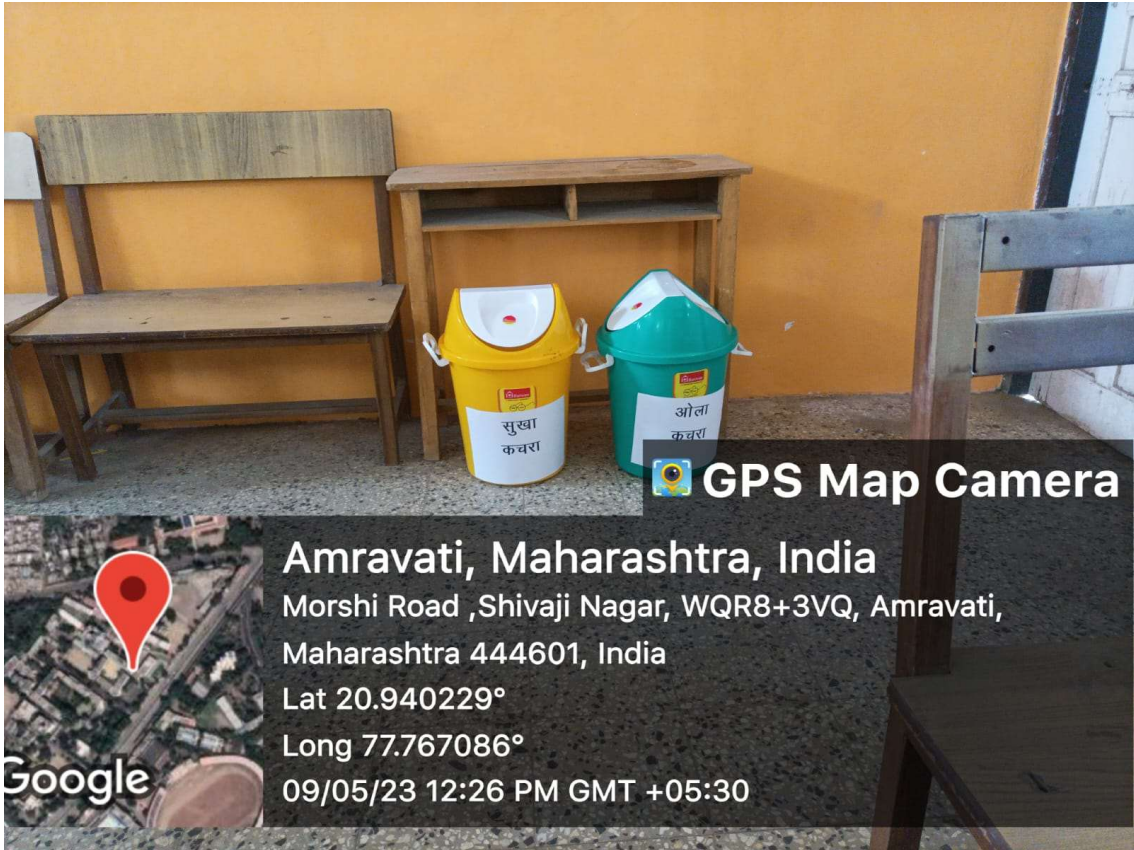 सुखा
कचरा
ओला
कचरा
GPS Map Camera
Amravati, Maharashtra, India
Morshi Road ,Shivaji Nagar, WQR8+3VQ, Amravati,
Maharashtra 444601, India
Lat 20.940229°
Long 77.767086°
09/05/23 12:26 PM GMT +05:30
Google